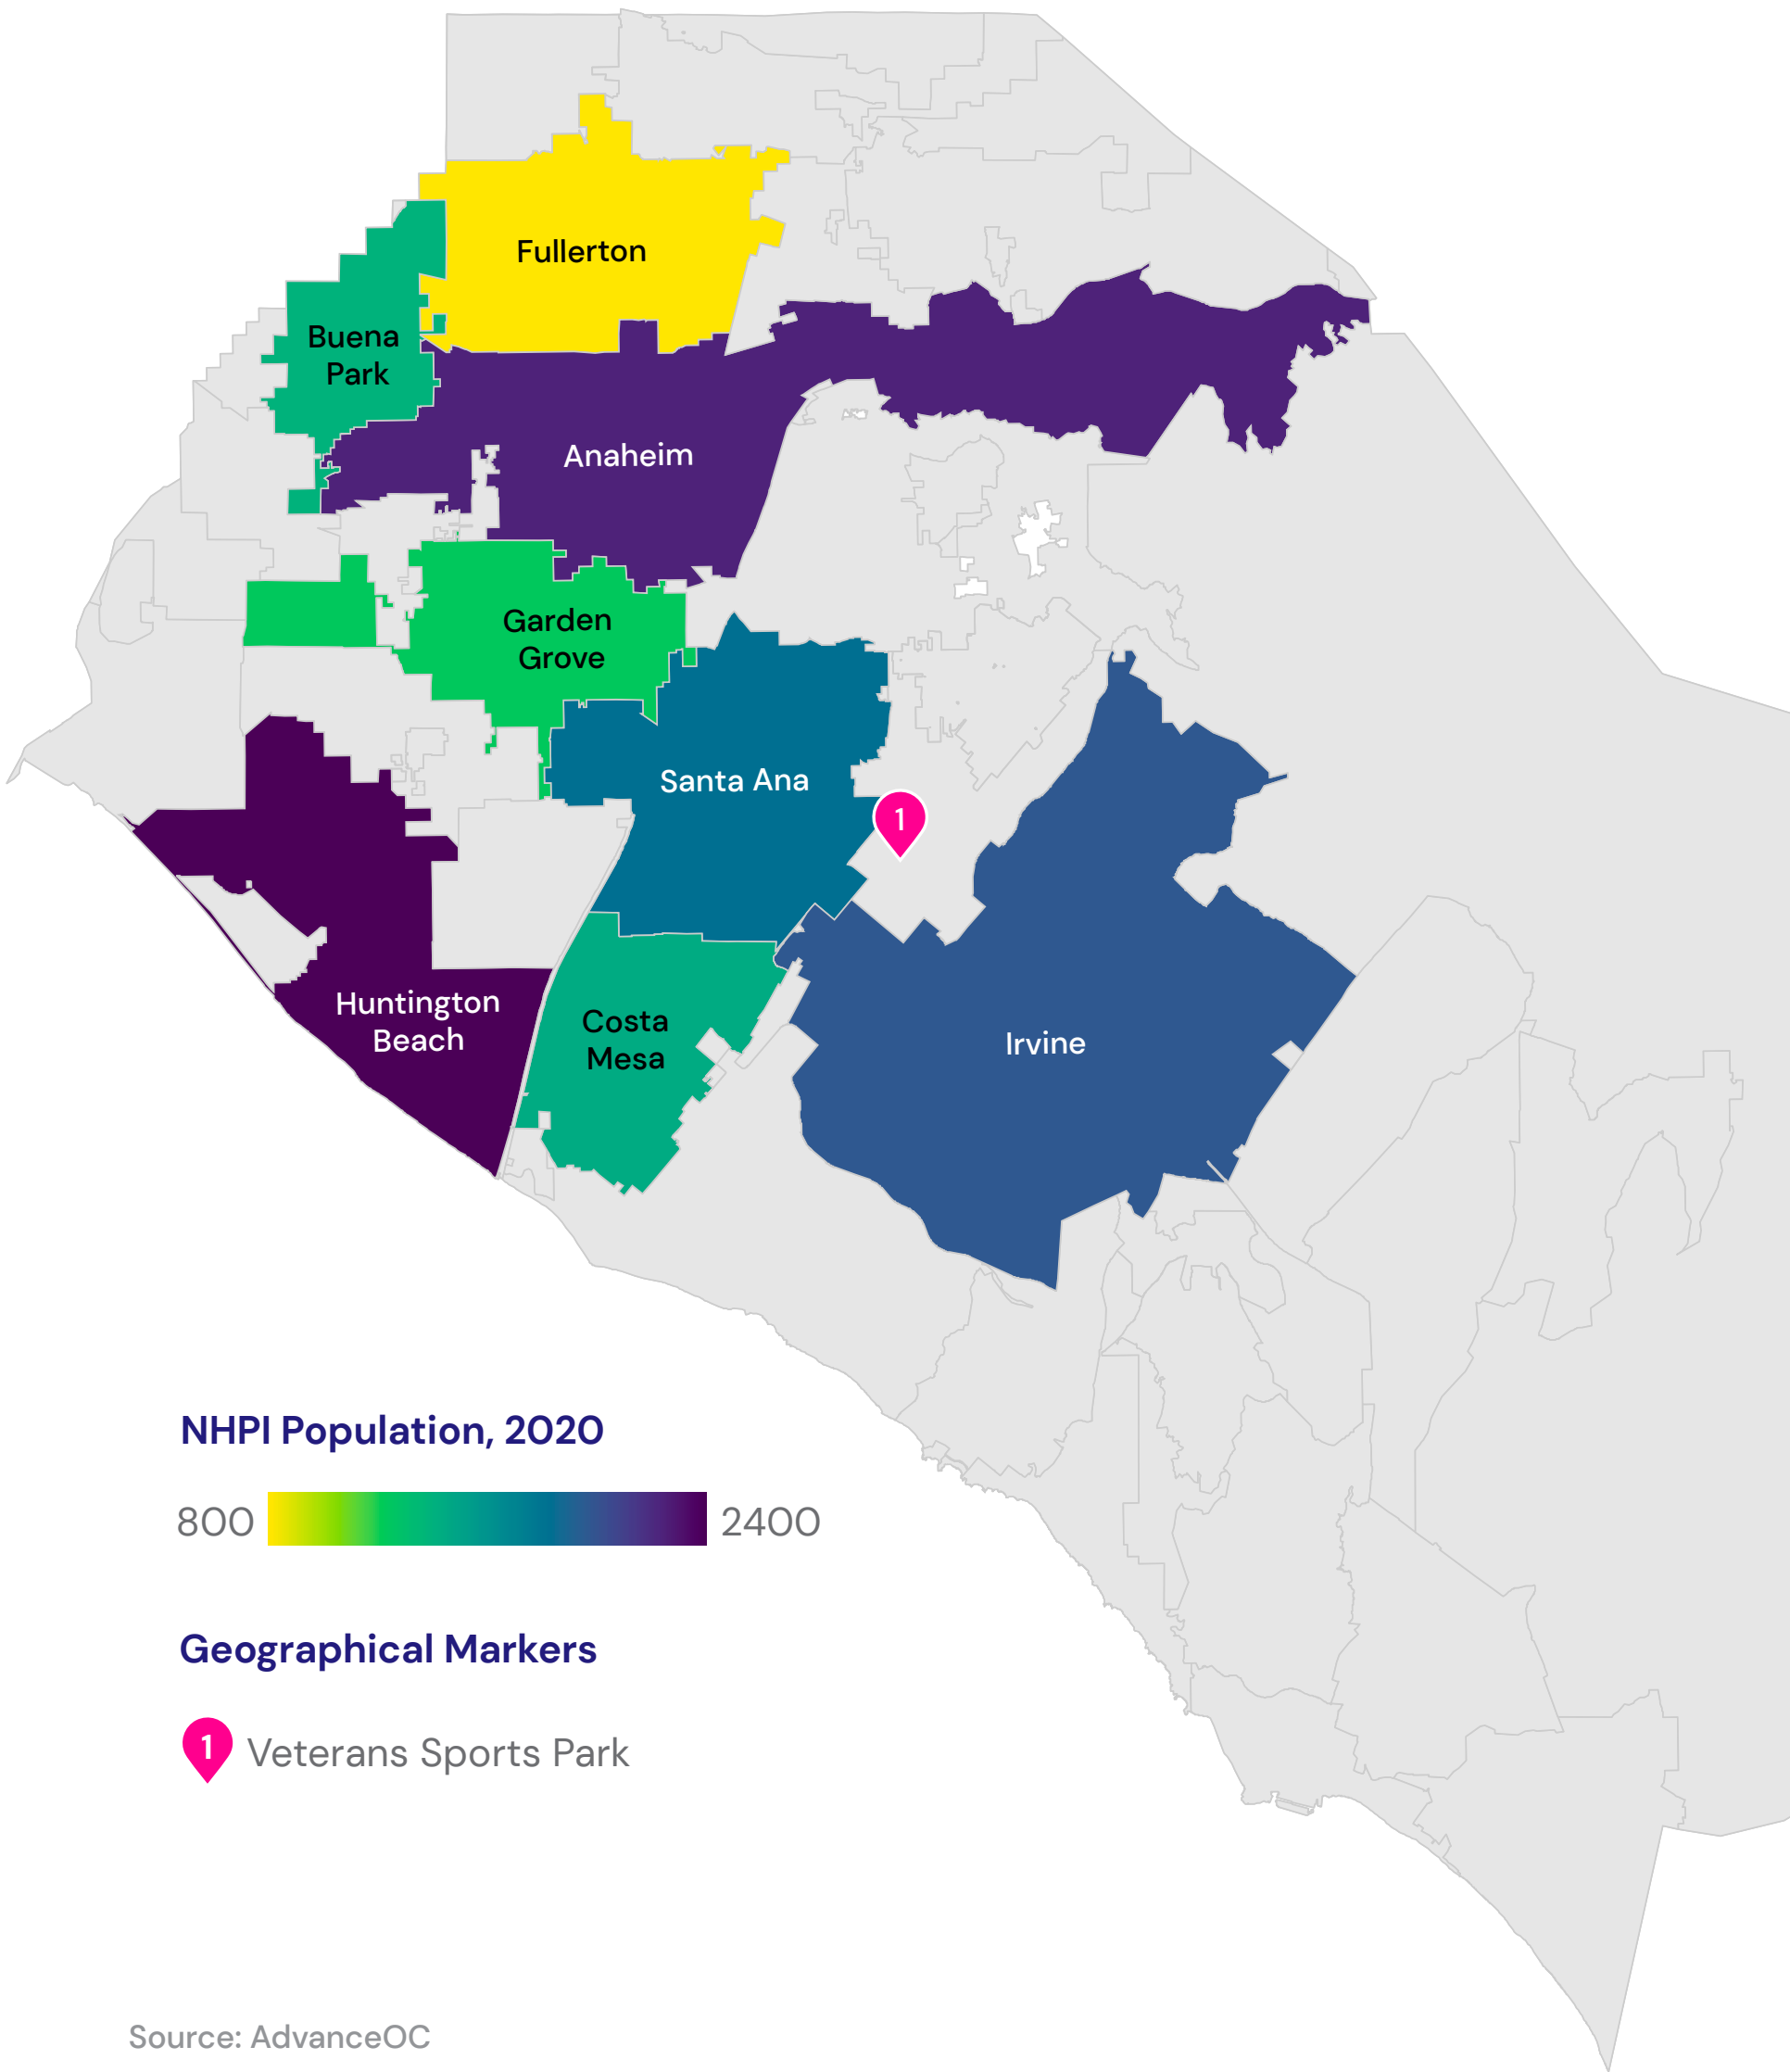 Fullerton
Buena
Park
Anaheim
Garden
Grove
Santa Ana
1
Huntington
Beach
Costa
Mesa
Irvine
NHPI Population, 2020
800 2400
Geographical Markers
1 Veterans Sports Park
Source: AdvanceOC